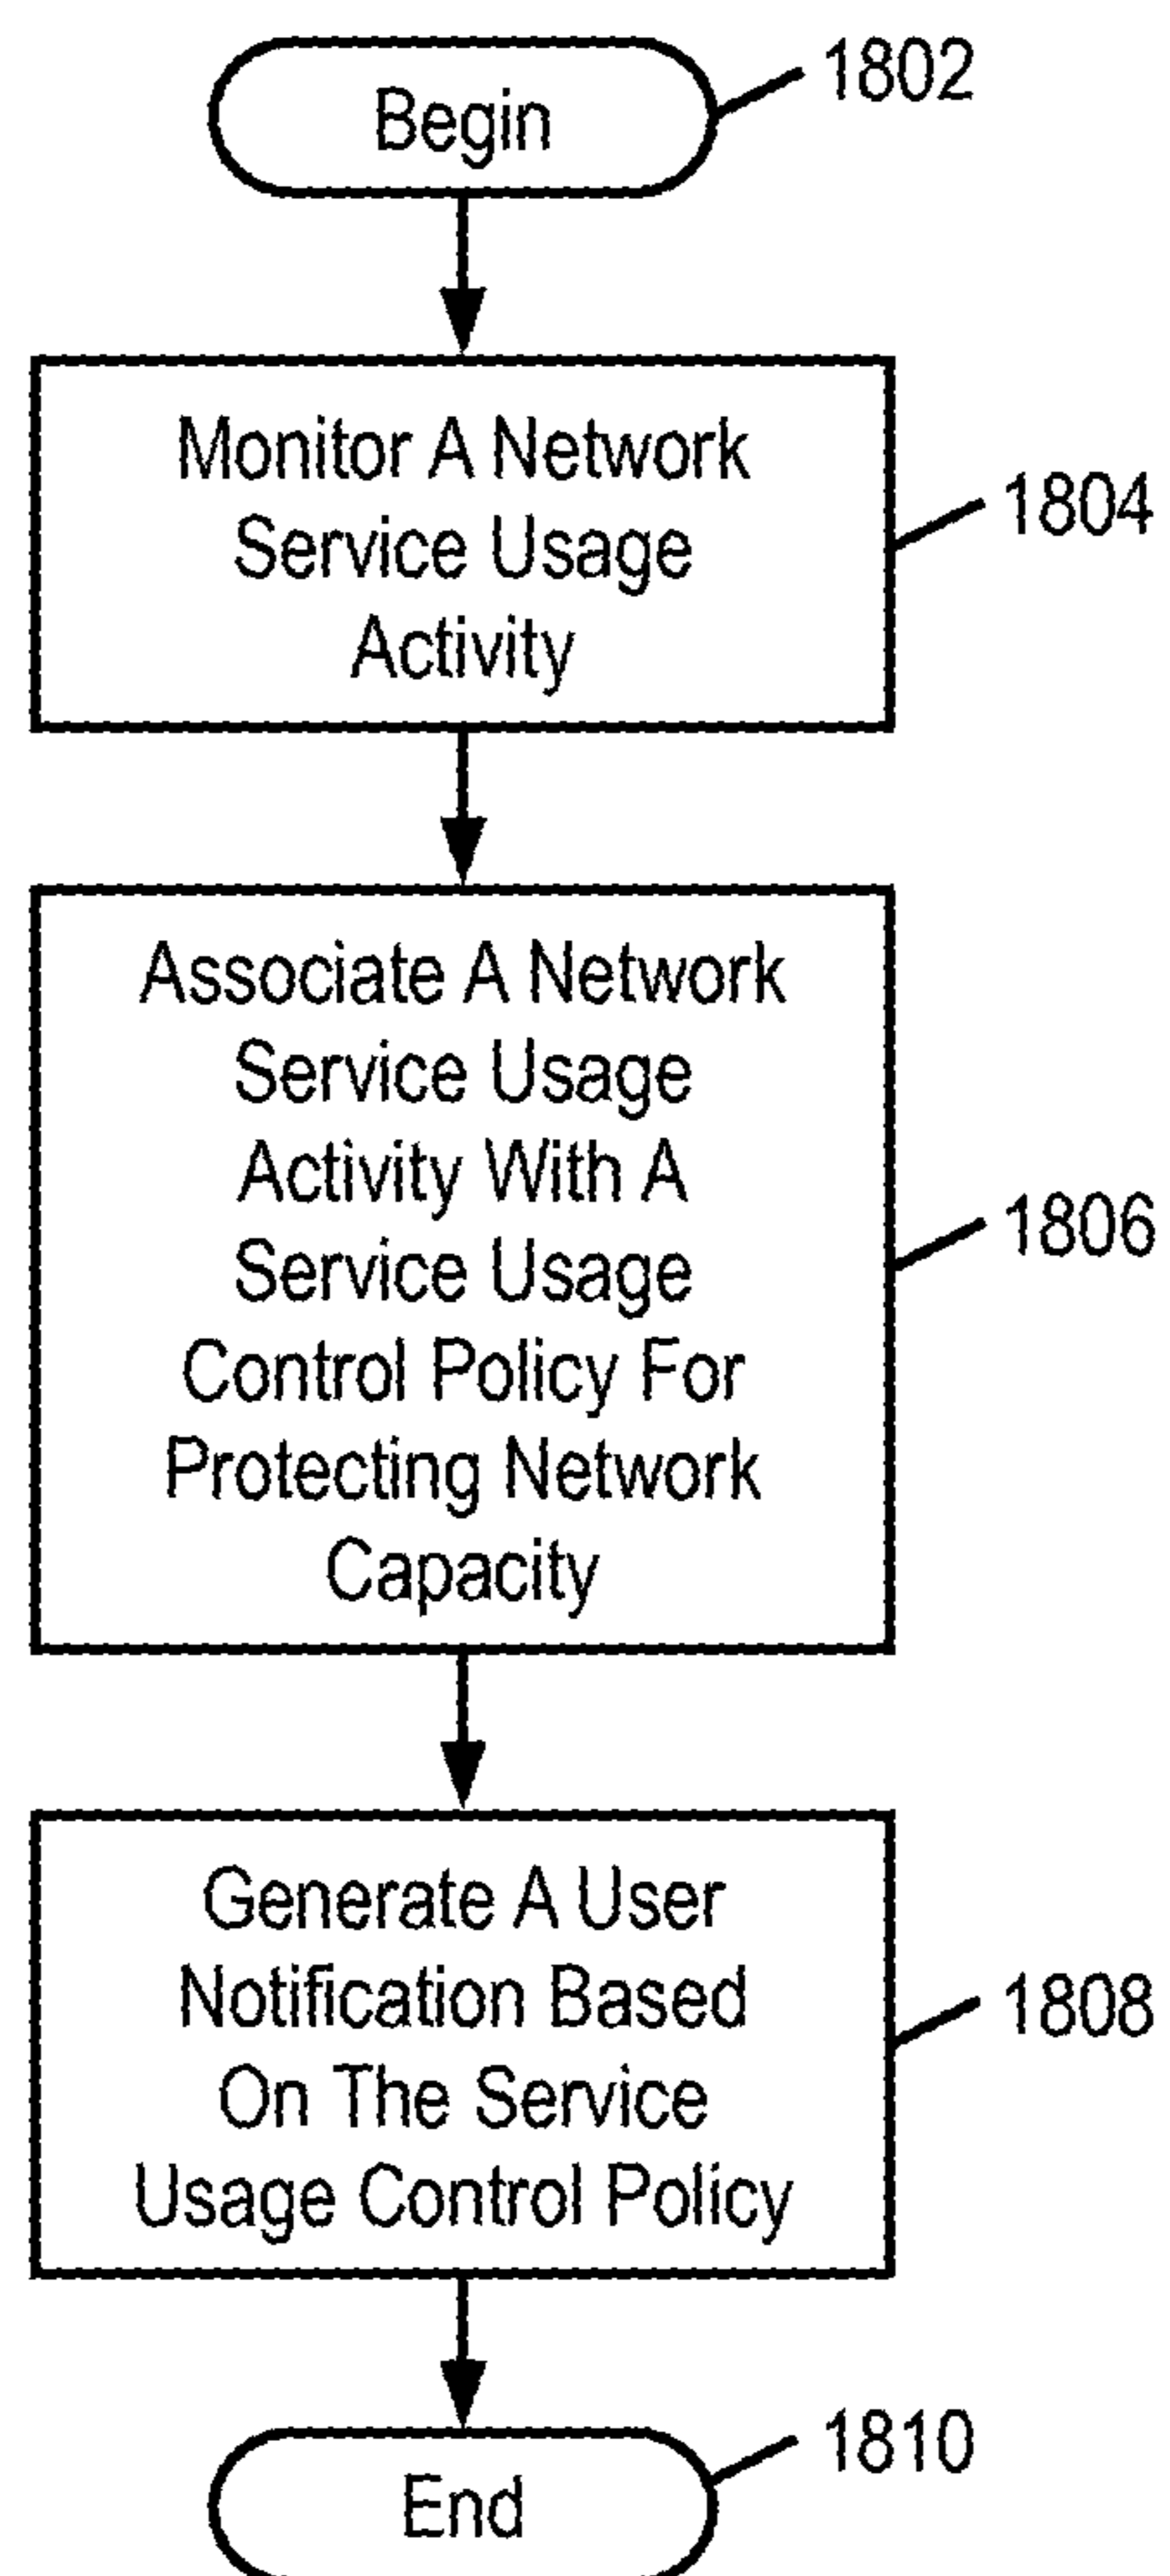 Begin
1802
Monitor A Network
Service Usage
Activity
1804
Associate A Network
Service Usage
Activity With A
Service Usage
Control Policy For
Protecting Network
Capacity
1806
Generate A User
Notification Based
On The Service
Usage Control Policy
1808
End
1810